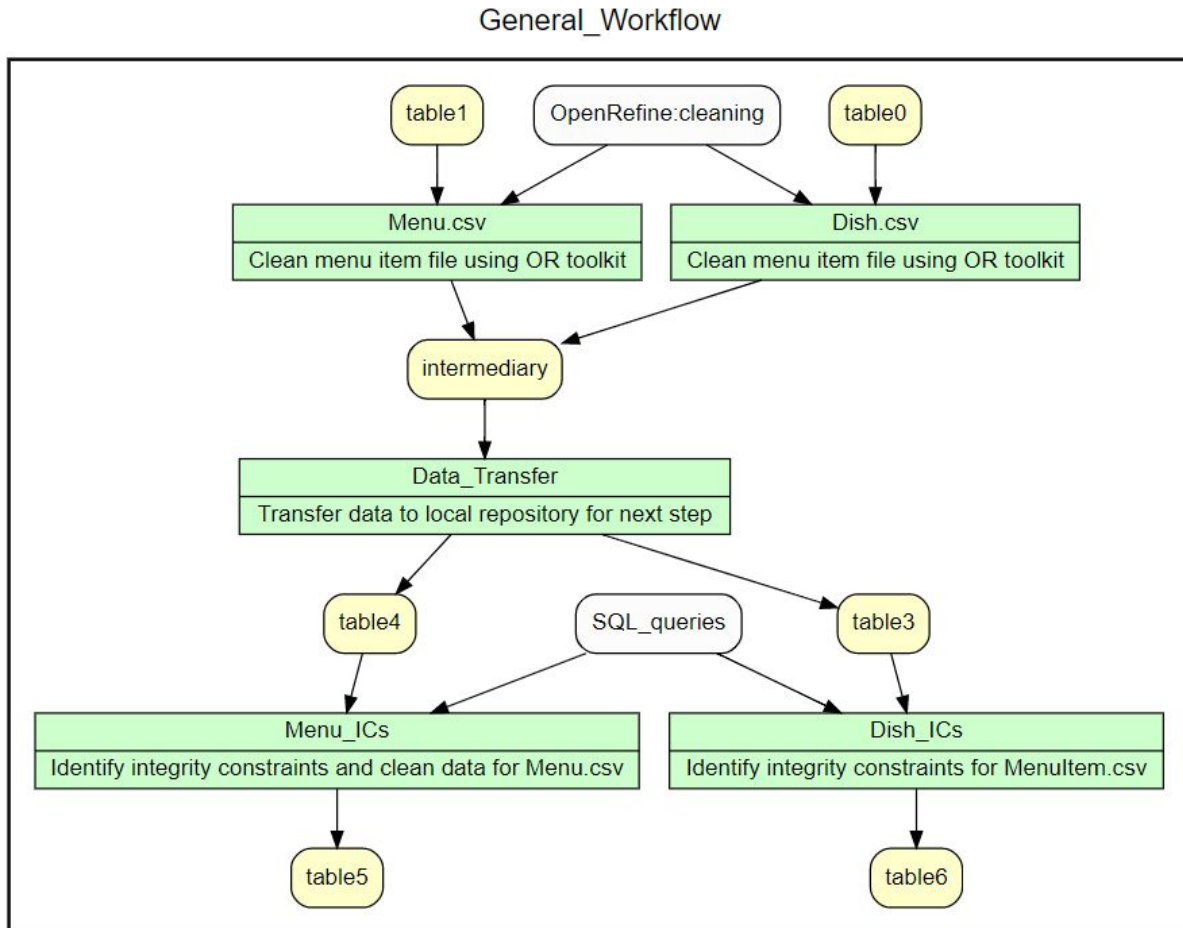 General_Workflow
table1
OpenRefine:cleaning
table0
Menu.csv
Clean menu item file using OR toolkit
Dish.csv
Clean menu item file using OR toolkit
intermediary
Data_Transfer
Transfer data to local repository for next step
table4
SQL_queries
table3
Menu_ICs
Identify integrity constraints and clean data for Menu.csv
Dish_ICs
Identify integrity constraints for MenuItem.csv
table5
table6